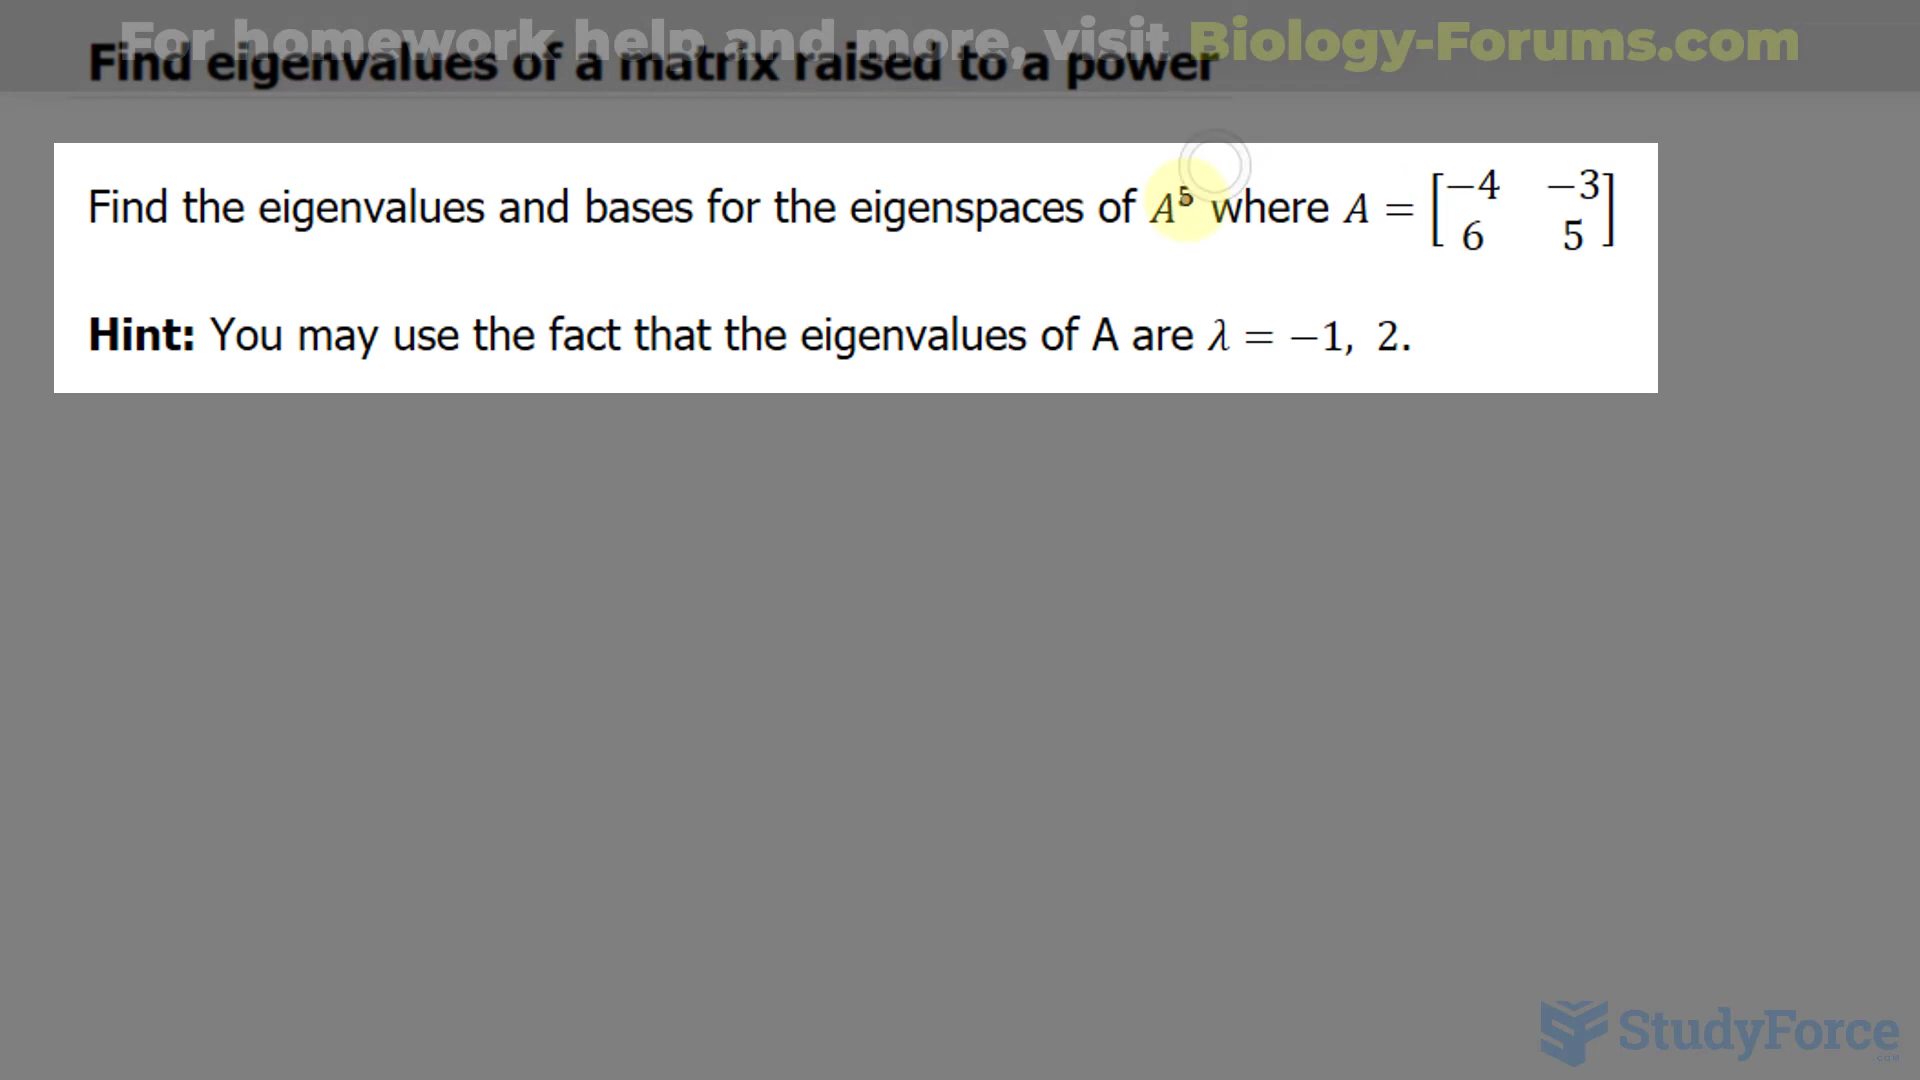 For homework help and more, visit Biology-Forums.com
Find eigenvalues of a matrix raised to a power
Find the eigenvalues and bases for the eigenspaces of A⁵ where A = [−4 −3
6 5]
Hint: You may use the fact that the eigenvalues of A are λ = −1, 2.
StudyForce
.COM